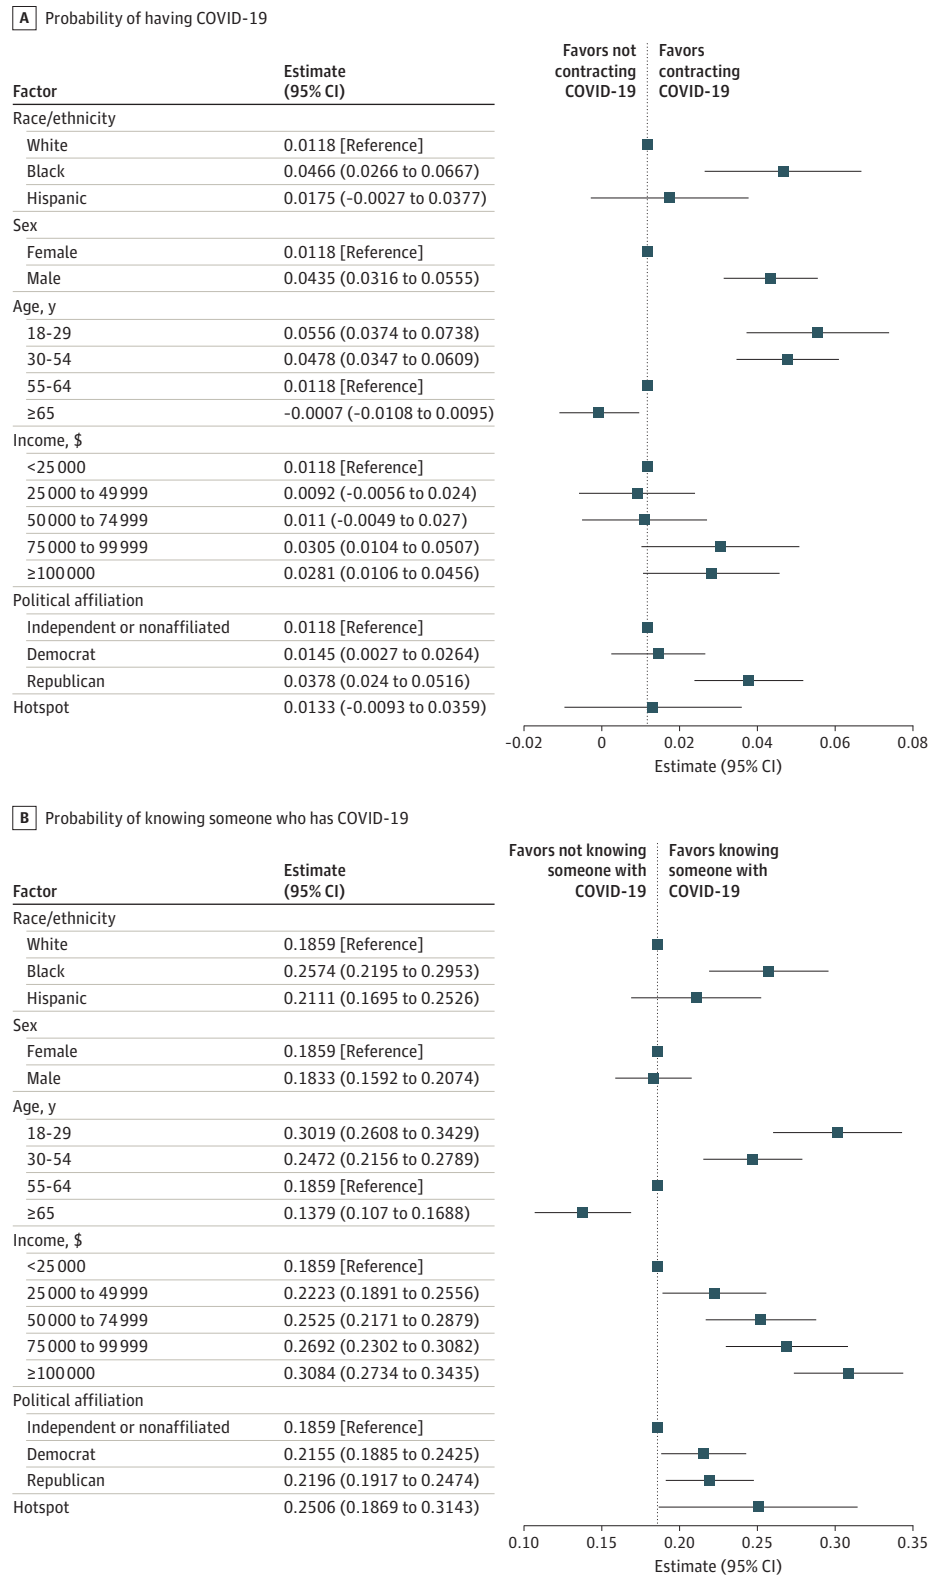 A Probability of having COVID-19
Favors not contracting COVID-19
Favors contracting COVID-19
Factor Estimate (95% CI)
Race/ethnicity
White 0.0118 [Reference]
Black 0.0466 (0.0266 to 0.0667)
Hispanic 0.0175 (-0.0027 to 0.0377)
Sex
Female 0.0118 [Reference]
Male 0.0435 (0.0316 to 0.0555)
Age, y
18-29 0.0556 (0.0374 to 0.0738)
30-54 0.0478 (0.0347 to 0.0609)
55-64 0.0118 [Reference]
≥65 -0.0007 (-0.0108 to 0.0095)
Income, $
<25 000 0.0118 [Reference]
25 000 to 49 999 0.0092 (-0.0056 to 0.024)
50 000 to 74 999 0.011 (-0.0049 to 0.027)
75 000 to 99 999 0.0305 (0.0104 to 0.0507)
≥100 000 0.0281 (0.0106 to 0.0456)
Political affiliation
Independent or nonaffiliated 0.0118 [Reference]
Democrat 0.0145 (0.0027 to 0.0264)
Republican 0.0378 (0.024 to 0.0516)
Hotspot 0.0133 (-0.0093 to 0.0359)
-0.02 0 0.02 0.04 0.06 0.08
Estimate (95% CI)
B Probability of knowing someone who has COVID-19
Favors not knowing someone with COVID-19
Favors knowing someone with COVID-19
Factor Estimate (95% CI)
Race/ethnicity
White 0.1859 [Reference]
Black 0.2574 (0.2195 to 0.2953)
Hispanic 0.2111 (0.1695 to 0.2526)
Sex
Female 0.1859 [Reference]
Male 0.1833 (0.1592 to 0.2074)
Age, y
18-29 0.3019 (0.2608 to 0.3429)
30-54 0.2472 (0.2156 to 0.2789)
55-64 0.1859 [Reference]
≥65 0.1379 (0.107 to 0.1688)
Income, $
<25 000 0.1859 [Reference]
25 000 to 49 999 0.2223 (0.1891 to 0.2556)
50 000 to 74 999 0.2525 (0.2171 to 0.2879)
75 000 to 99 999 0.2692 (0.2302 to 0.3082)
≥100 000 0.3084 (0.2734 to 0.3435)
Political affiliation
Independent or nonaffiliated 0.1859 [Reference]
Democrat 0.2155 (0.1885 to 0.2425)
Republican 0.2196 (0.1917 to 0.2474)
Hotspot 0.2506 (0.1869 to 0.3143)
0.10 0.15 0.20 0.25 0.30 0.35
Estimate (95% CI)